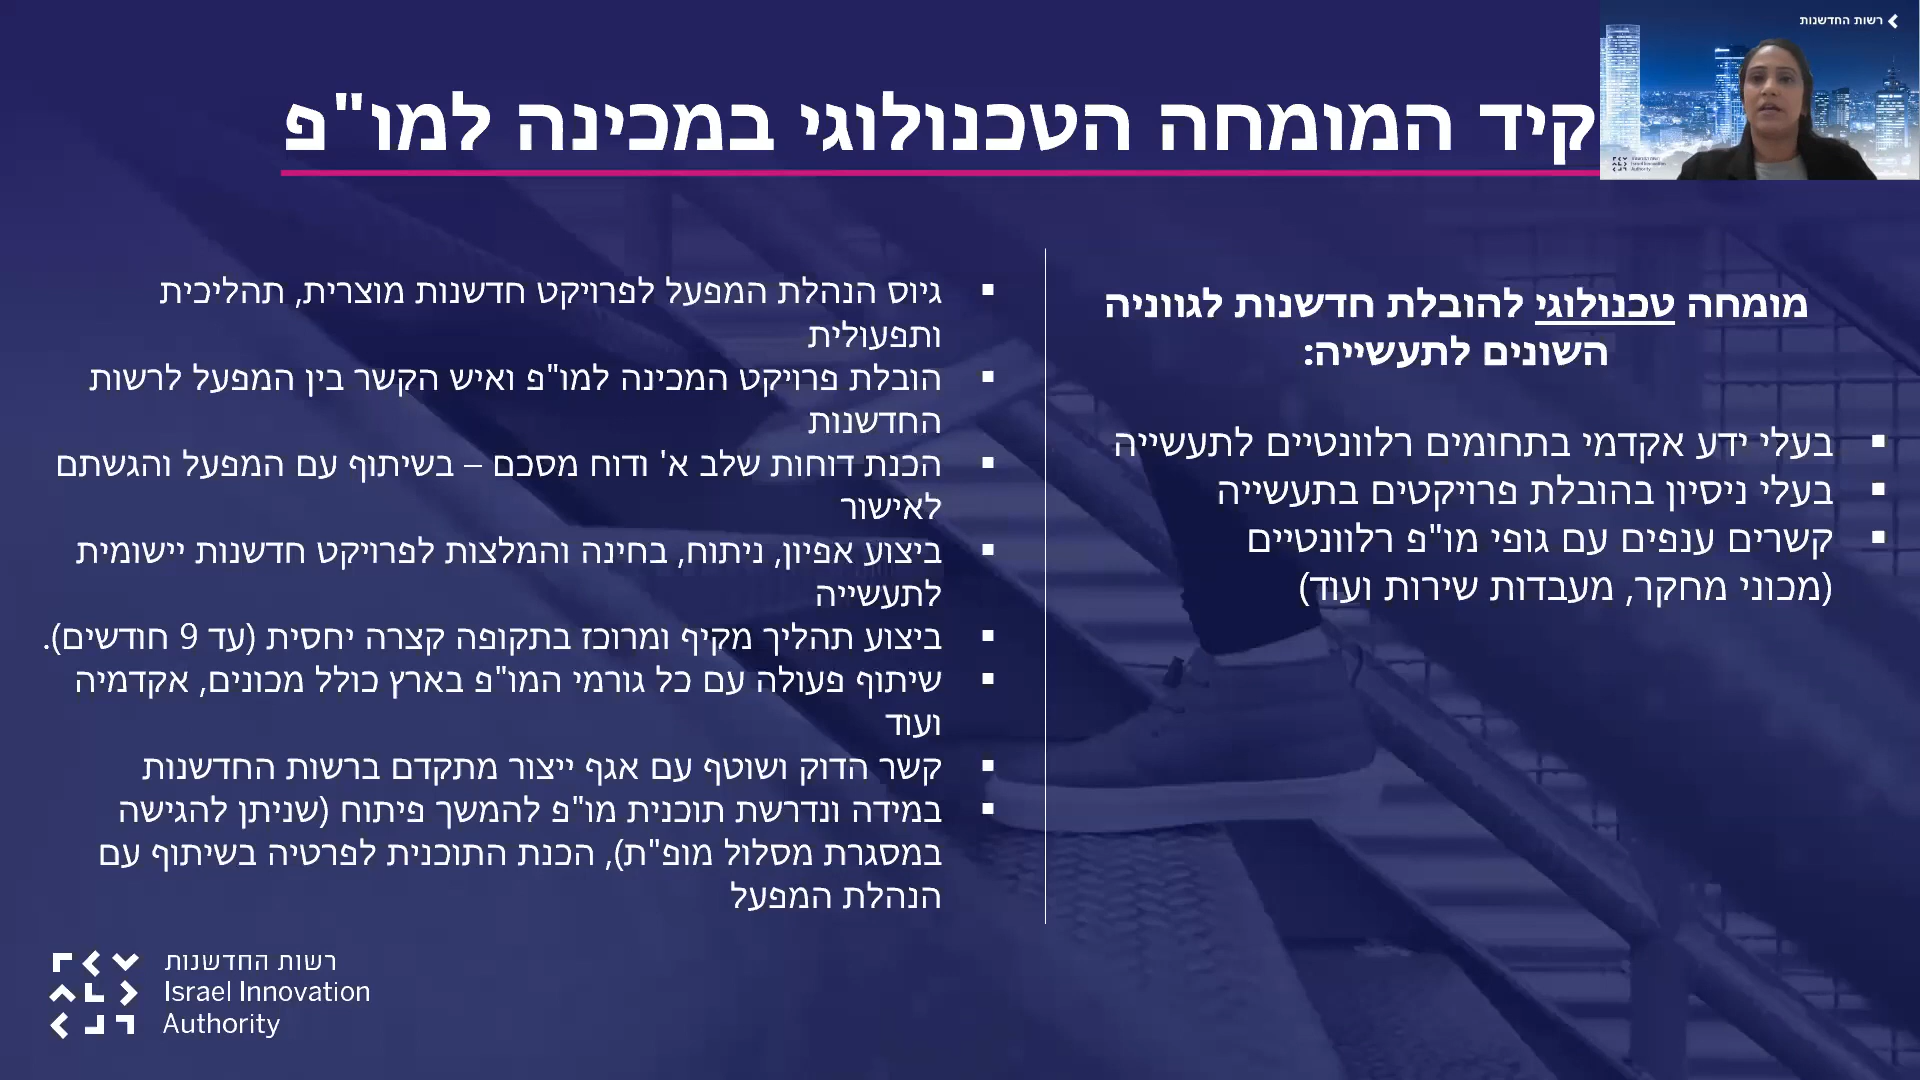 רשות החדשנות
קיד המומחה הטכנולוגי במכינה למו"פ
מומחה טכנולוגי להובלת חדשנות לגווניה
השונים לתעשייה:
▪ בעלי ידע אקדמי בתחומים רלוונטיים לתעשייה
▪ בעלי ניסיון בהובלת פרויקטים בתעשייה
▪ קשרים ענפים עם גופי מו"פ רלוונטיים
(מכוני מחקר, מעבדות שירות ועוד)
▪ גיוס הנהלת המפעל לפרויקט חדשנות מוצרית, תהליכית
ותפעולית
▪ הובלת פרויקט המכינה למו"פ ואיש הקשר בין המפעל לרשות
החדשנות
▪ הכנת דוחות שלב א' ודוח מסכם – בשיתוף עם המפעל והגשתם
לאישור
▪ ביצוע אפיון, ניתוח, בחינה והמלצות לפרויקט חדשנות יישומית
לתעשייה
▪ ביצוע תהליך מקיף ומרוכז בתקופה קצרה יחסית (עד 9 חודשים).
▪ שיתוף פעולה עם כל גורמי המו"פ בארץ כולל מכונים, אקדמיה
ועוד
▪ קשר הדוק ושוטף עם אגף ייצור מתקדם ברשות החדשנות
▪ במידה ונדרשת תוכנית מו"פ להמשך פיתוח (שניתן להגישה
במסגרת מסלול מופ"ת), הכנת התוכנית לפרטיה בשיתוף עם
הנהלת המפעל
רשות החדשנות
Israel Innovation
Authority